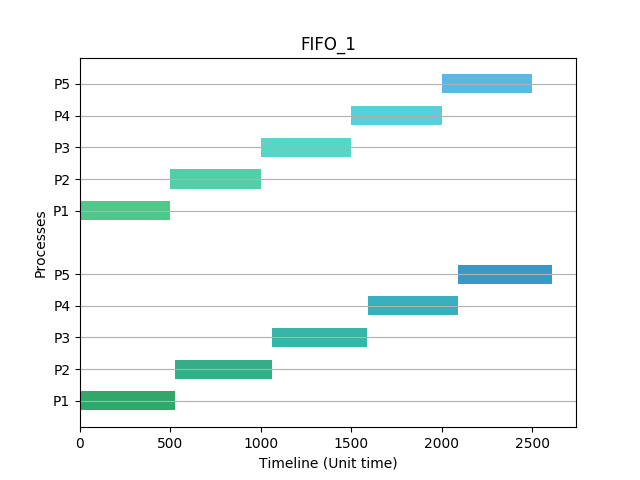 FIFO_1
P5
P4
P3
P2
P1
P5
P4
P3
P2
P1
Processes
0 500 1000 1500 2000 2500
Timeline (Unit time)